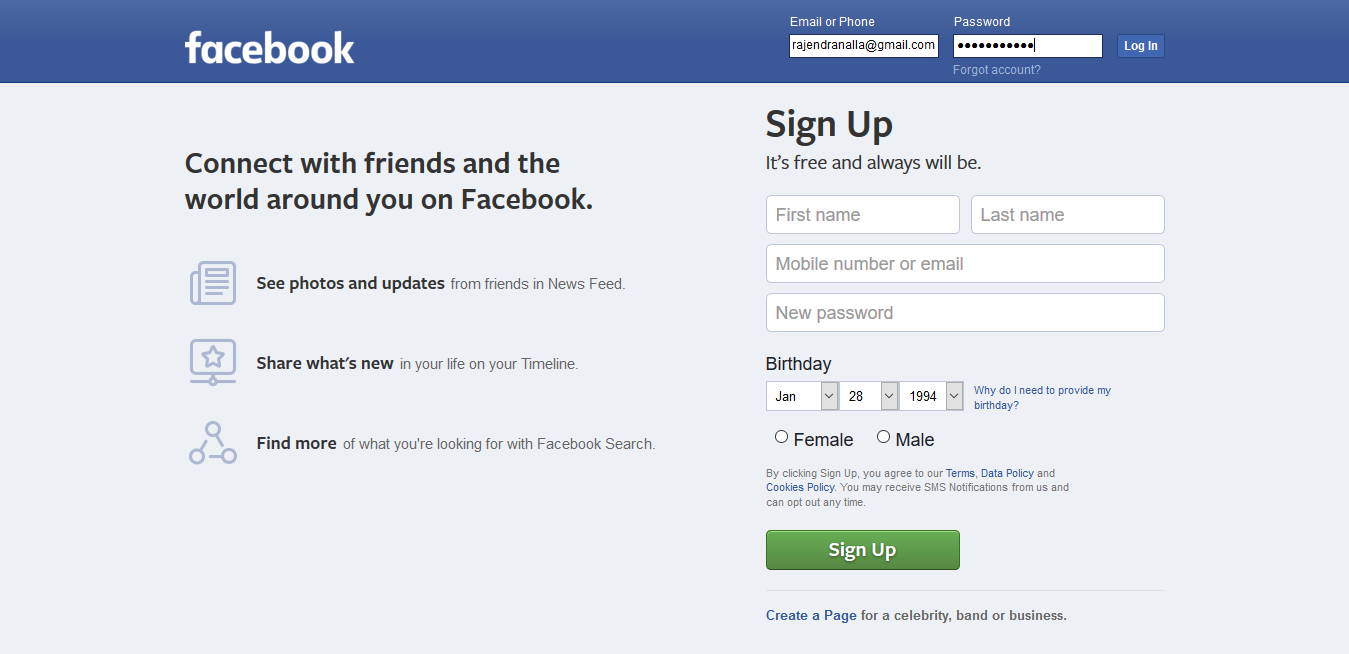 facebook
Email or Phone
Password
rajendranalla@gmail.com
●●●●●●●●●●●
Log In
Forgot account?
Connect with friends and the
world around you on Facebook.
See photos and updates from friends in News Feed.
Share what's new in your life on your Timeline.
Find more of what you're looking for with Facebook Search.
Sign Up
It's free and always will be.
First name
Last name
Mobile number or email
New password
Birthday
Jan 28 1994
Why do I need to provide my
birthday?
Female Male
By clicking Sign Up, you agree to our Terms, Data Policy and
Cookies Policy. You may receive SMS Notifications from us and
can opt out any time.
Sign Up
Create a Page for a celebrity, band or business.